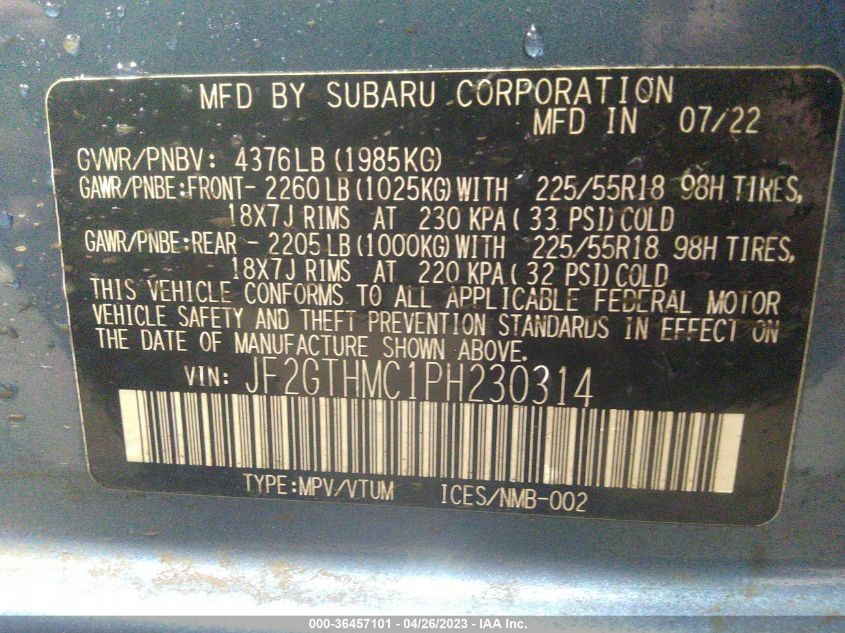 MFD BY SUBARU CORPORATION
MFD IN 07/22
GVWR/PNBV: 4376LB (1985KG)
GAWR/PNBE:FRONT- 2260LB (1025KG)WITH 225/55R18 98H TIRES,
18X7J RIMS AT 230 KPA( 33 PSI)COLD
GAWR/PNBE:REAR - 2205LB (1000KG)WITH 225/55R18 98H TIRES,
18X7J RIMS AT 220 KPA( 32 PSI)COLD
THIS VEHICLE CONFORMS TO ALL APPLICABLE FEDERAL MOTOR
VEHICLE SAFETY AND THEFT PREVENTION STANDARDS IN EFFECT ON
THE DATE OF MANUFACTURE SHOWN ABOVE.
VIN: JF2GTHMC1PH230314
TYPE:MPV/VTUM ICES/NMB-002
000-36457101 - 04/26/2023 - IAA Inc.